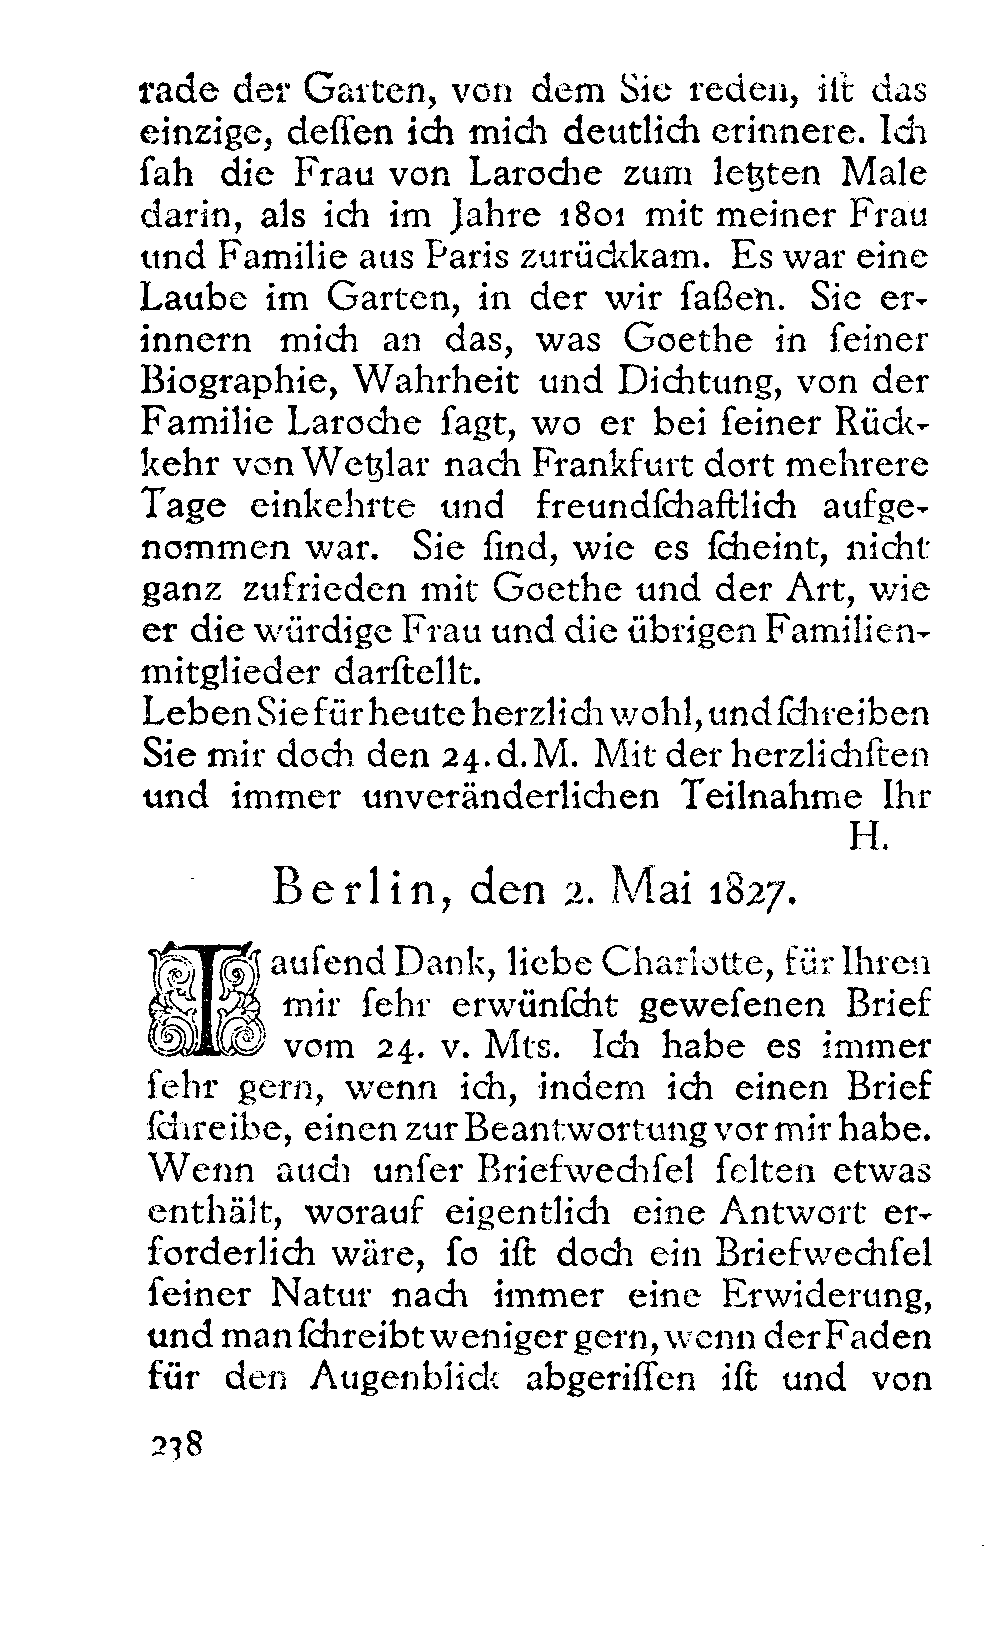 rade der Garten, von dem Sie reden, iſt das
einzige, deſſen ich mich deutlich erinnere. Ich
ſah die Frau von Laroche zum letzten Male
darin, als ich im Jahre 1801 mit meiner Frau
und Familie aus Paris zurückkam. Es war eine
Laube im Garten, in der wir ſaßen. Sie er-
innern mich an das, was Goethe in ſeiner
Biographie, Wahrheit und Dichtung, von der
Familie Laroche ſagt, wo er bei ſeiner Rück-
kehr von Wetzlar nach Frankfurt dort mehrere
Tage einkehrte und freundſchaftlich aufge-
nommen war. Sie ſind, wie es ſcheint, nicht
ganz zufrieden mit Goethe und der Art, wie
er die würdige Frau und die übrigen Familien-
mitglieder darſtellt.
Leben Sie für heute herzlich wohl, und ſchreiben
Sie mir doch den 24. d. M. Mit der herzlichſten
und immer unveränderlichen Teilnahme Ihr
H.
Berlin, den 2. Mai 1827.
Tauſend Dank, liebe Charlotte, für Ihren
mir ſehr erwünſcht geweſenen Brief
vom 24. v. Mts. Ich habe es immer
ſehr gern, wenn ich, indem ich einen Brief
ſchreibe, einen zur Beantwortung vor mir habe.
Wenn auch unſer Briefwechſel ſelten etwas
enthält, worauf eigentlich eine Antwort er-
forderlich wäre, ſo iſt doch ein Briefwechſel
ſeiner Natur nach immer eine Erwiderung,
und man ſchreibt weniger gern, wenn der Faden
für den Augenblick abgeriſſen iſt und von
238